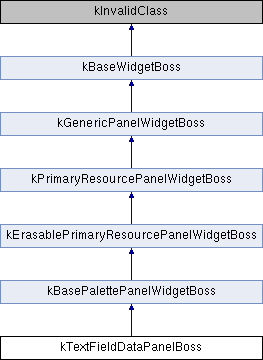 kInvalidClass
kBaseWidgetBoss
kGenericPanelWidgetBoss
kPrimaryResourcePanelWidgetBoss
kErasablePrimaryResourcePanelWidgetBoss
kBasePalettePanelWidgetBoss
kTextFieldDataPanelBoss